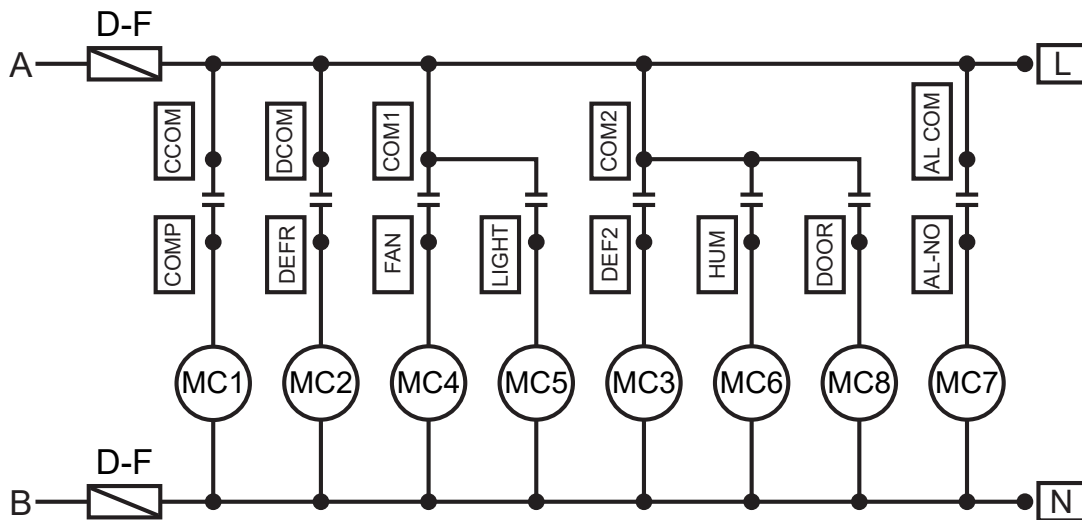 D-F
A
L
CCOM
DCOM
COM1
COM2
AL COM
COMP
DEFR
FAN
LIGHT
DEF2
HUM
DOOR
AL-NO
MC1
MC2
MC4
MC5
MC3
MC6
MC8
MC7
D-F
B
N